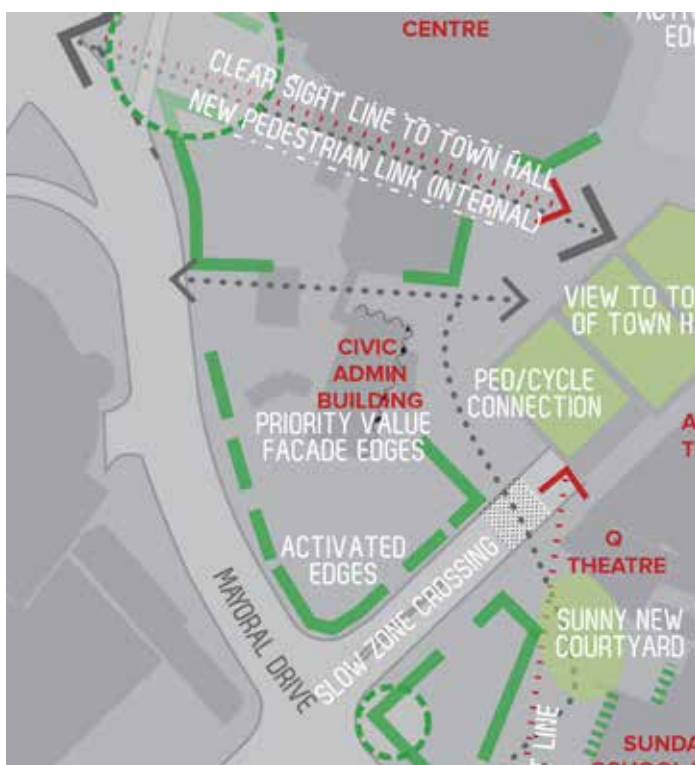 CENTRE
CLEAR SIGHT LINE TO TOWN HALL
NEW PEDESTRIAN LINK (INTERNAL)
VIEW TO TO
OF TOWN HA
CIVIC
ADMIN
BUILDING
PRIORITY VALUE
FACADE EDGES
PED/CYCLE
CONNECTION
ACTIVATED
EDGES
MAYORAL DRIVE
SLOW ZONE CROSSING
Q
THEATRE
SUNNY NEW
COURTYARD
LINE
SUNDA